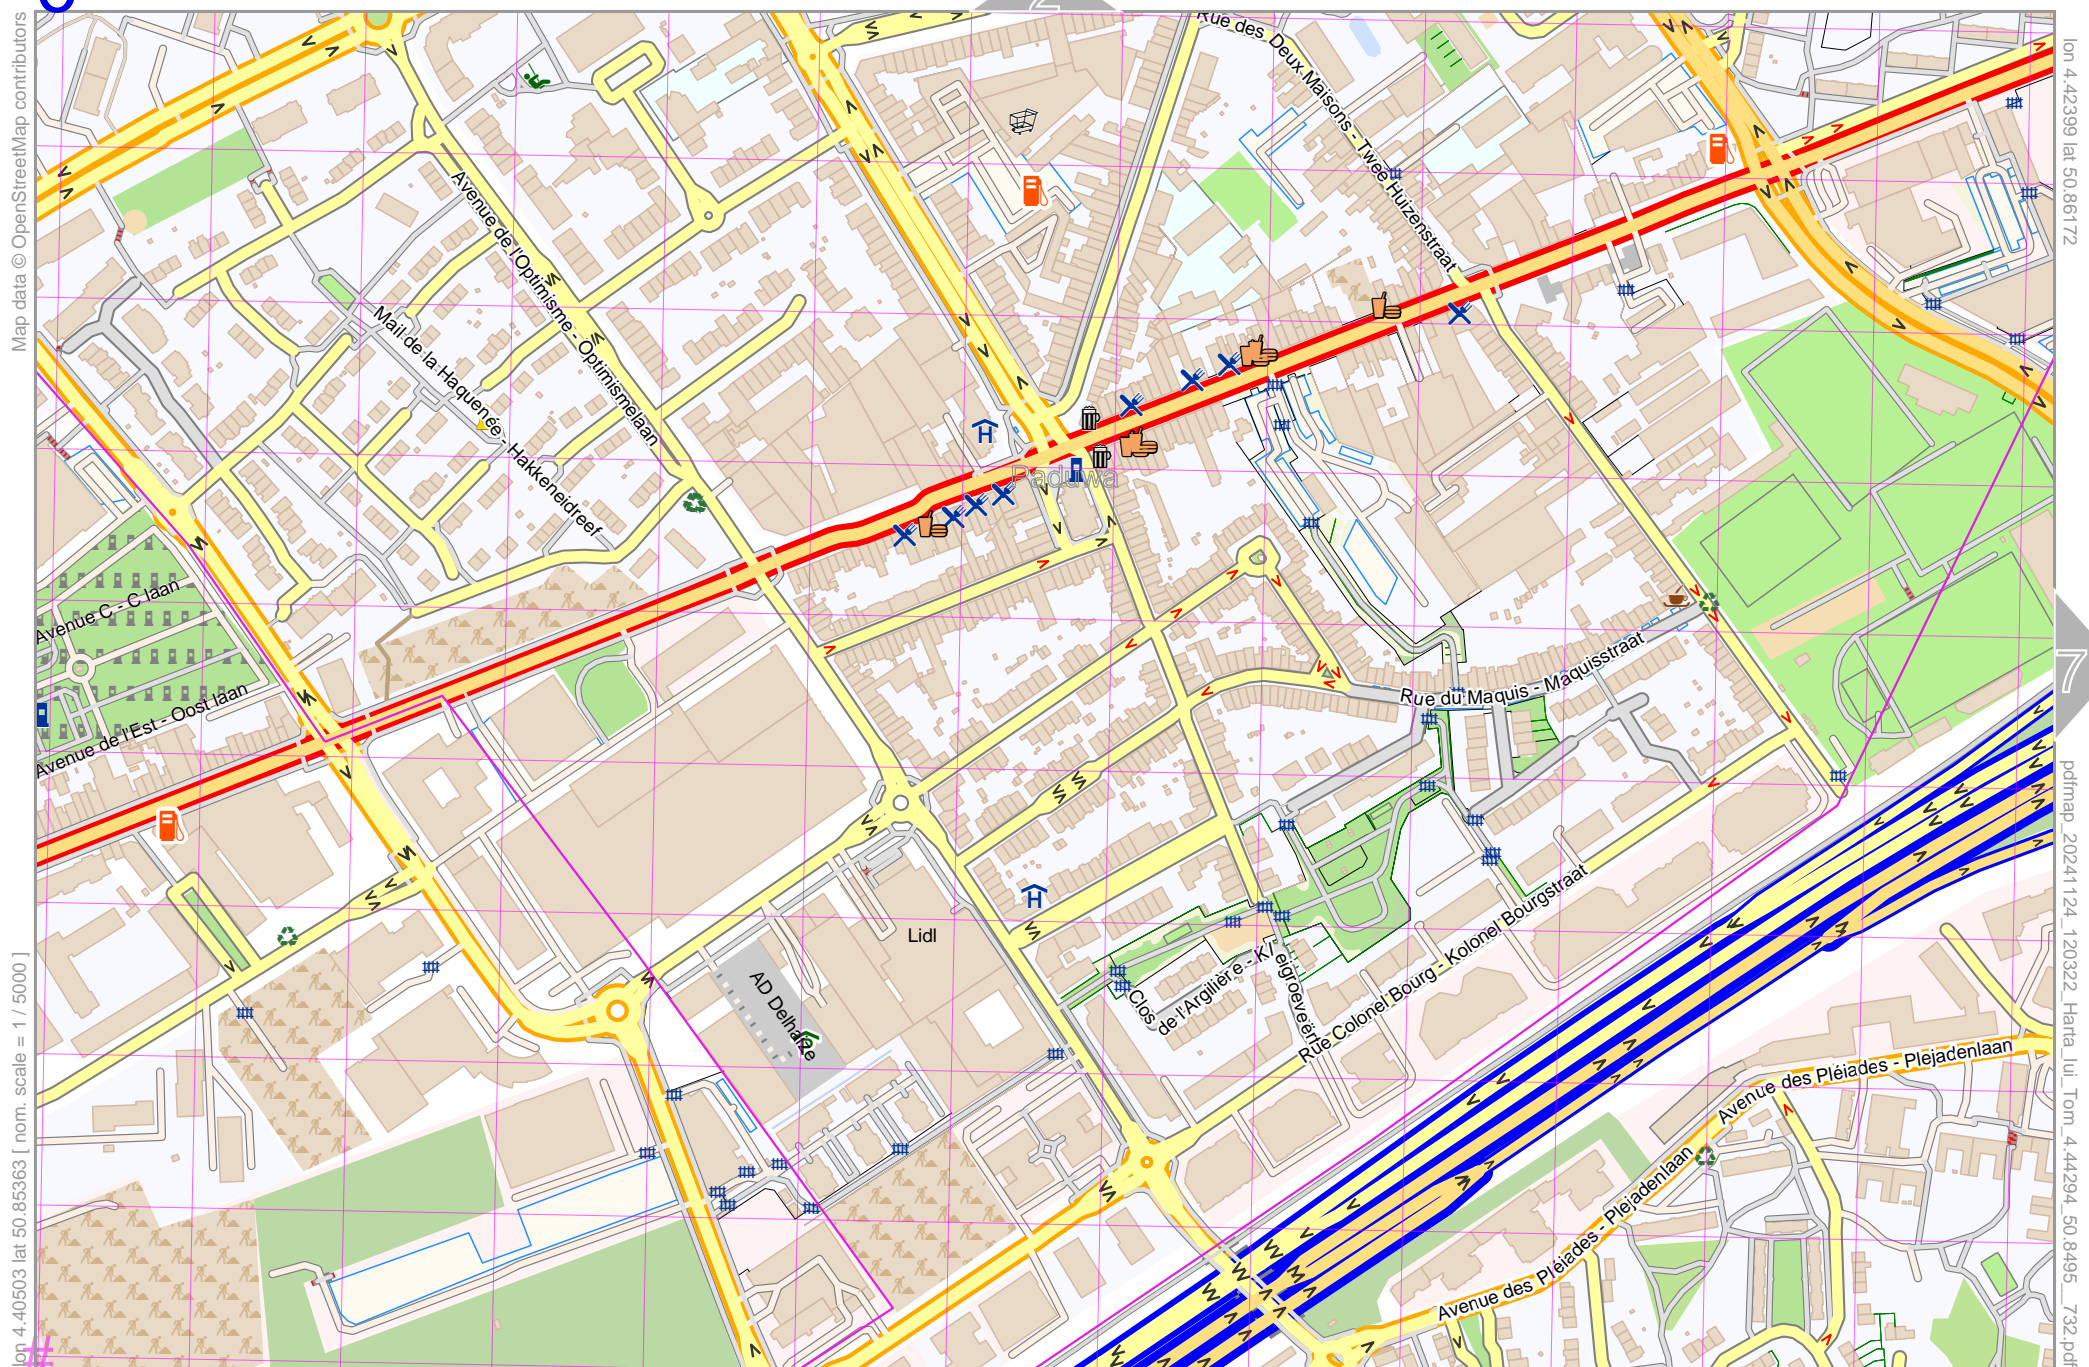 Map data © OpenStreetMap contributors
lon 4.40503 lat 50.85363 [ nom. scale = 1 / 5000 ]
lon 4.42399 lat 50.86172
pdfmap_20241124_120322_Harta_lui_Tom_4.44294_50.8495__732.pdf
7
#
Rue des Deux Maisons - Twee Huizenstraat
Avenue de l'Optimisme - Optimismelaan
Mail de la Haquenée - Hakkeneidreef
Paduwa
Avenue C - C laan
Avenue de l'Est - Oost laan
Rue du Maquis - Maquisstraat
Lidl
AD Delhaize
Clos de l'Argilière - Kleigroeveërf
Rue Colonel Bourg - Kolonel Bourgstraat
Avenue des Pléiades - Plejadenlaan
Avenue des Pléiades - Plejadenlaan
H
H